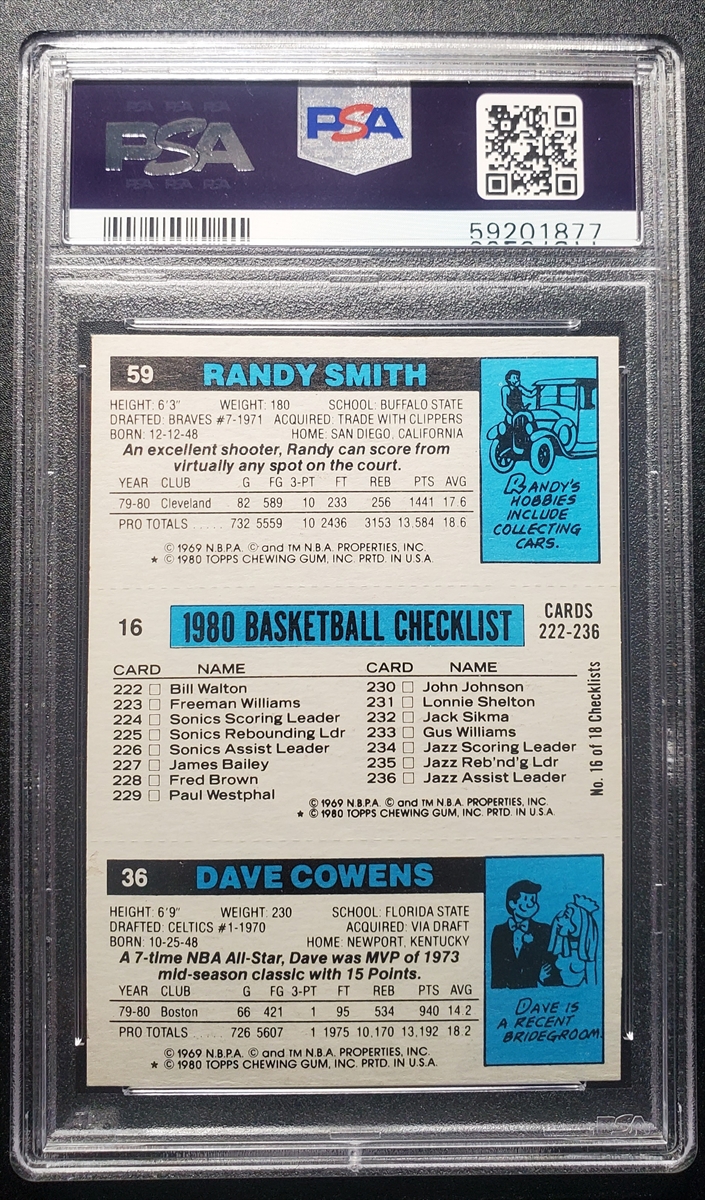 PSA PSA PSA
PSA
PSA PSA PSA
PSA
59201877
59 RANDY SMITH
HEIGHT: 6'3" WEIGHT: 180 SCHOOL: BUFFALO STATE
DRAFTED: BRAVES #7-1971 ACQUIRED: TRADE WITH CLIPPERS
BORN: 12-12-48 HOME: SAN DIEGO, CALIFORNIA
An excellent shooter, Randy can score from
virtually any spot on the court.
YEAR CLUB G FG 3-PT FT REB PTS AVG
79-80 Cleveland 82 589 10 233 256 1441 17.6
PRO TOTALS ..... 732 5559 10 2436 3153 13,584 18.6
© 1969 N.B.P.A. © and TM N.B.A. PROPERTIES, INC.
★ © 1980 TOPPS CHEWING GUM, INC. PRTD. IN U.S.A.
RANDY'S
HOBBIES
INCLUDE
COLLECTING
CARS.
16 1980 BASKETBALL CHECKLIST CARDS
222-236
CARD NAME
222 □ Bill Walton
223 □ Freeman Williams
224 □ Sonics Scoring Leader
225 □ Sonics Rebounding Ldr
226 □ Sonics Assist Leader
227 □ James Bailey
228 □ Fred Brown
229 □ Paul Westphal
CARD NAME
230 □ John Johnson
231 □ Lonnie Shelton
232 □ Jack Sikma
233 □ Gus Williams
234 □ Jazz Scoring Leader
235 □ Jazz Reb'nd'g Ldr
236 □ Jazz Assist Leader
© 1969 N.B.P.A. © and TM N.B.A. PROPERTIES, INC.
★ © 1980 TOPPS CHEWING GUM, INC. PRTD. IN U.S.A.
No. 16 of 18 Checklists
36 DAVE COWENS
HEIGHT: 6'9" WEIGHT: 230 SCHOOL: FLORIDA STATE
DRAFTED: CELTICS #1-1970 ACQUIRED: VIA DRAFT
BORN: 10-25-48 HOME: NEWPORT, KENTUCKY
A 7-time NBA All-Star, Dave was MVP of 1973
mid-season classic with 15 Points.
YEAR CLUB G FG 3-PT FT REB PTS AVG
79-80 Boston 66 421 1 95 534 940 14.2
PRO TOTALS ..... 726 5607 1 1975 10,170 13,192 18.2
© 1969 N.B.P.A. © and TM N.B.A. PROPERTIES, INC.
★ © 1980 TOPPS CHEWING GUM, INC. PRTD. IN U.S.A.
DAVE IS
A RECENT
BRIDEGROOM.
PSA